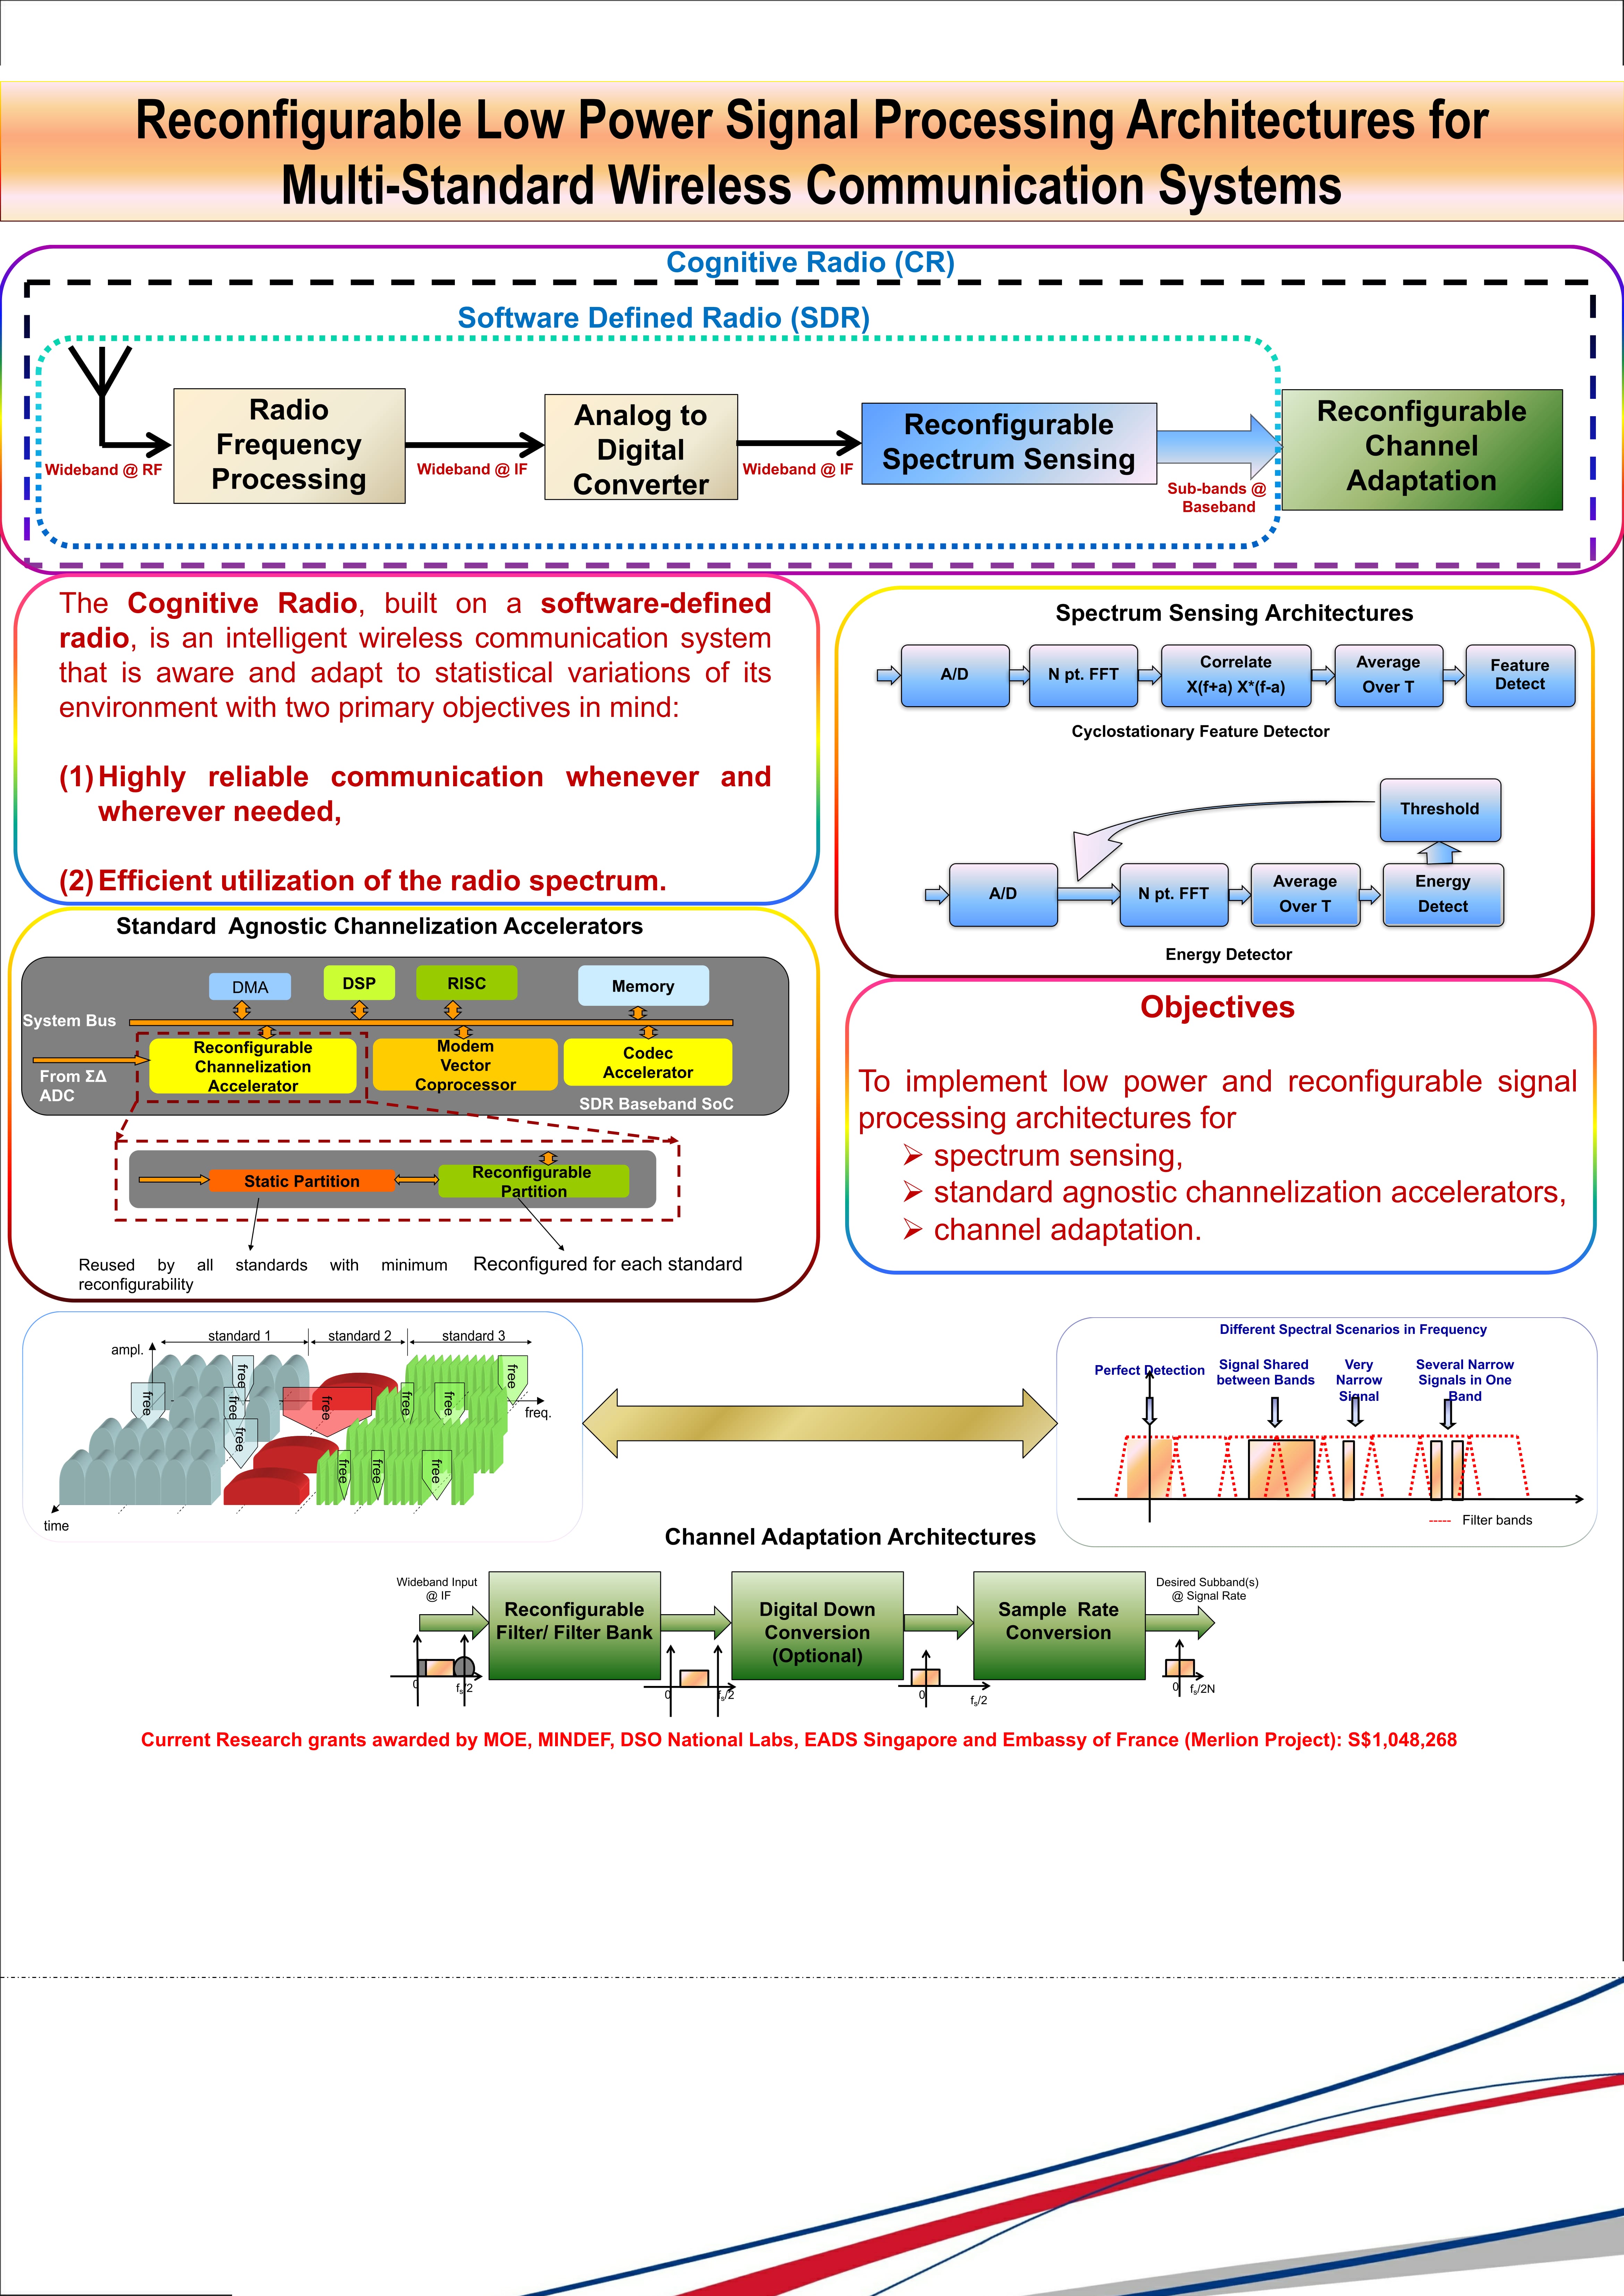 Reconfigurable Low Power Signal Processing Architectures for
Multi-Standard Wireless Communication Systems
Cognitive Radio (CR)
Software Defined Radio (SDR)
Wideband @ RF
Radio
Frequency
Processing
Wideband @ IF
Analog to
Digital
Converter
Wideband @ IF
Reconfigurable
Spectrum Sensing
Sub-bands @
Baseband
Reconfigurable
Channel
Adaptation
The Cognitive Radio, built on a software-defined
radio, is an intelligent wireless communication system
that is aware and adapt to statistical variations of its
environment with two primary objectives in mind:
(1) Highly reliable communication whenever and
wherever needed,
(2) Efficient utilization of the radio spectrum.
Spectrum Sensing Architectures
A/D
N pt. FFT
Correlate
X(f+a) X*(f-a)
Average
Over T
Feature
Detect
Cyclostationary Feature Detector
Threshold
A/D
N pt. FFT
Average
Over T
Energy
Detect
Energy Detector
Standard Agnostic Channelization Accelerators
DMA
DSP
RISC
Memory
System Bus
From ΣΔ
ADC
Reconfigurable
Channelization
Accelerator
Modem
Vector
Coprocessor
Codec
Accelerator
SDR Baseband SoC
Static Partition
Reconfigurable
Partition
Reused by all standards with minimum
reconfigurability
Reconfigured for each standard
Objectives
To implement low power and reconfigurable signal
processing architectures for
➢ spectrum sensing,
➢ standard agnostic channelization accelerators,
➢ channel adaptation.
ampl.
standard 1
standard 2
standard 3
free
free
free
free
free
free
free
free
free
free
free
freq.
time
Different Spectral Scenarios in Frequency
Perfect Detection
Signal Shared
between Bands
Very
Narrow
Signal
Several Narrow
Signals in One
Band
----- Filter bands
Channel Adaptation Architectures
Wideband Input
@ IF
Reconfigurable
Filter/ Filter Bank
Digital Down
Conversion
(Optional)
Sample Rate
Conversion
Desired Subband(s)
@ Signal Rate
0
fs/2
0
fs/2
0
fs/2
0
fs/2N
Current Research grants awarded by MOE, MINDEF, DSO National Labs, EADS Singapore and Embassy of France (Merlion Project): S$1,048,268